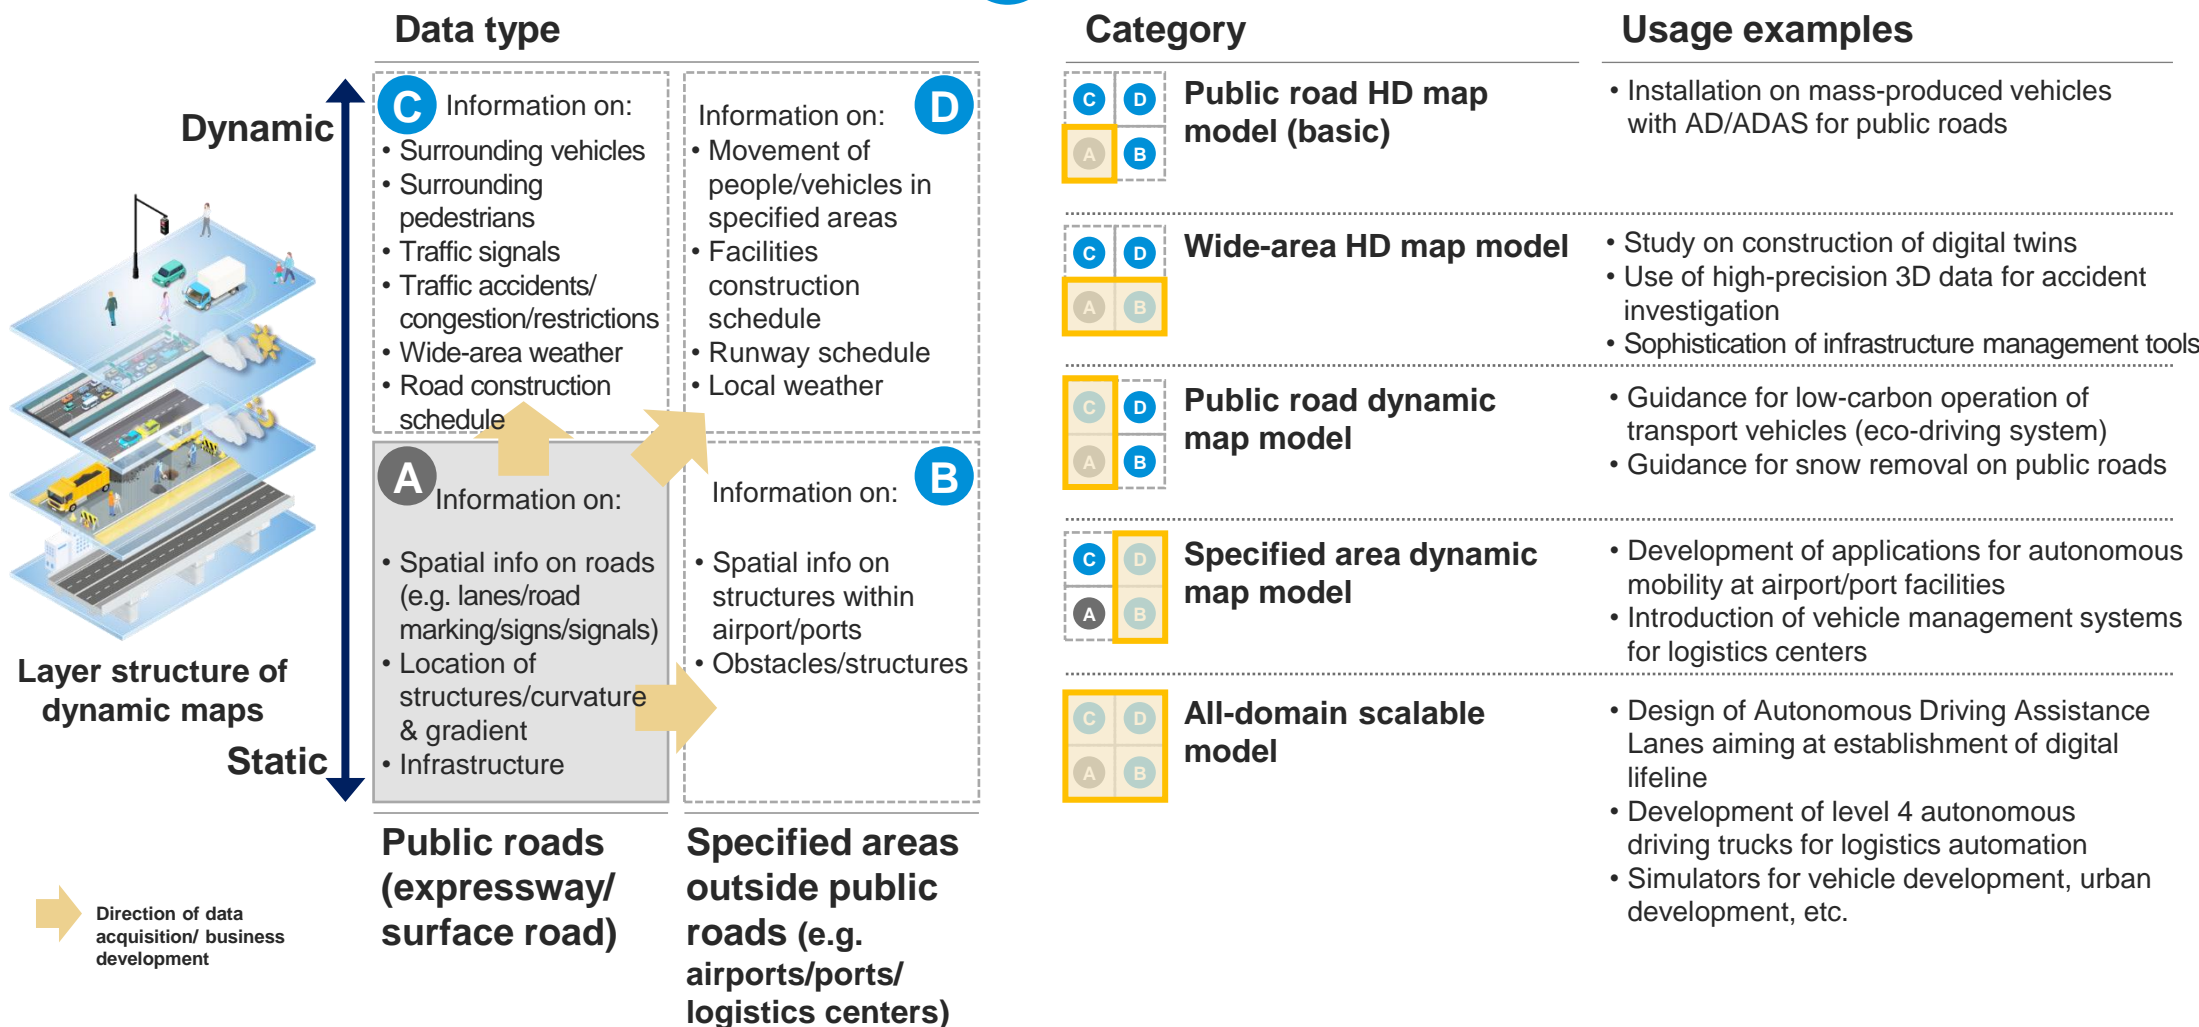 Data type
Category
Usage examples
Dynamic
Static
Layer structure of
dynamic maps
C
Information on:
• Surrounding vehicles
• Surrounding
pedestrians
• Traffic signals
• Traffic accidents/
congestion/restrictions
• Wide-area weather
• Road construction
schedule
D
Information on:
• Movement of
people/vehicles in
specified areas
• Facilities
construction
schedule
• Runway schedule
• Local weather
A
Information on:
• Spatial info on roads
(e.g. lanes/road
marking/signs/signals)
• Location of
structures/curvature
& gradient
• Infrastructure
B
Information on:
• Spatial info on
structures within
airport/ports
• Obstacles/structures
Public roads
(expressway/
surface road)
Specified areas
outside public
roads (e.g.
airports/ports/
logistics centers)
Direction of data
acquisition/ business
development
C D
A B
Public road HD map
model (basic)
• Installation on mass-produced vehicles
with AD/ADAS for public roads
C D
A B
Wide-area HD map model
• Study on construction of digital twins
• Use of high-precision 3D data for accident
investigation
• Sophistication of infrastructure management tools
C D
A B
Public road dynamic
map model
• Guidance for low-carbon operation of
transport vehicles (eco-driving system)
• Guidance for snow removal on public roads
C D
A B
Specified area dynamic
map model
• Development of applications for autonomous
mobility at airport/port facilities
• Introduction of vehicle management systems
for logistics centers
C D
A B
All-domain scalable
model
• Design of Autonomous Driving Assistance
Lanes aiming at establishment of digital
lifeline
• Development of level 4 autonomous
driving trucks for logistics automation
• Simulators for vehicle development, urban
development, etc.